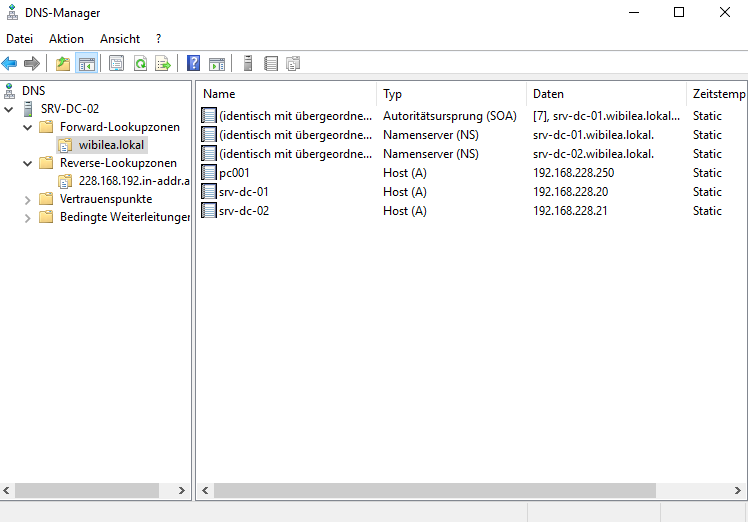 DNS-Manager
Datei Aktion Ansicht ?
DNS
SRV-DC-02
Forward-Lookupzonen
wibilea.lokal
Reverse-Lookupzonen
228.168.192.in-addr.a
Vertrauenspunkte
Bedingte Weiterleitunger
Name Typ Daten Zeitstemp
(identisch mit übergeordne... Autoritätsursprung (SOA) [7], srv-dc-01.wibilea.lokal... Static
(identisch mit übergeordne... Namenserver (NS) srv-dc-01.wibilea.lokal. Static
(identisch mit übergeordne... Namenserver (NS) srv-dc-02.wibilea.lokal. Static
pc001 Host (A) 192.168.228.250 Static
srv-dc-01 Host (A) 192.168.228.20 Static
srv-dc-02 Host (A) 192.168.228.21 Static